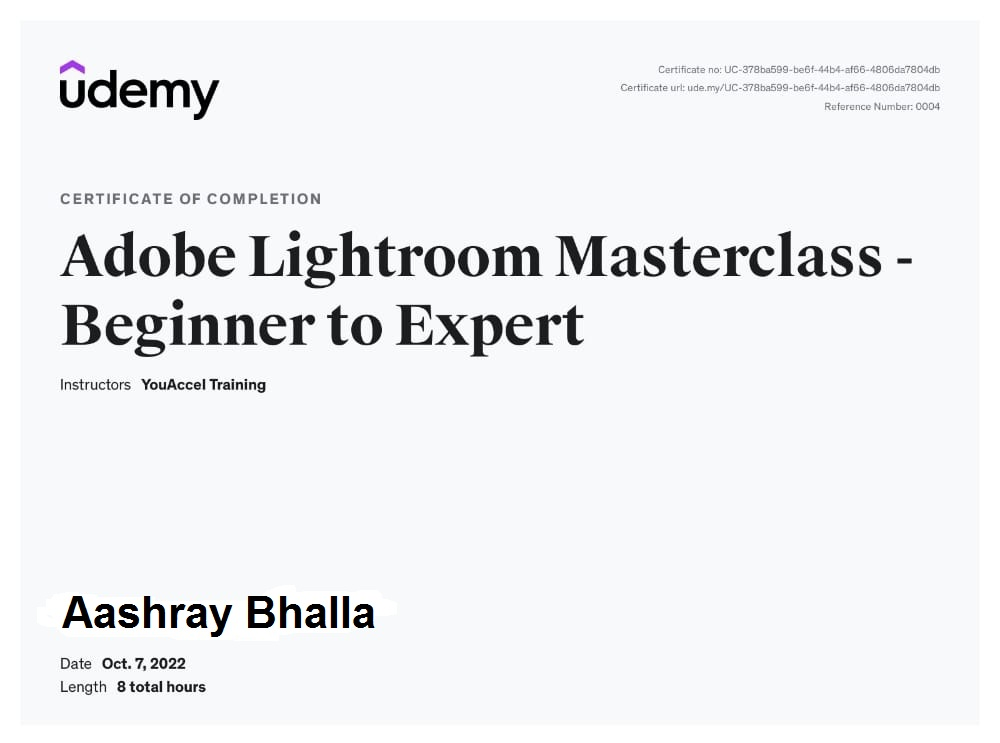 udemy
Certificate no: UC-378ba599-be6f-44b4-af66-4806da7804db
Certificate url: ude.my/UC-378ba599-be6f-44b4-af66-4806da7804db
Reference Number: 0004
CERTIFICATE OF COMPLETION
Adobe Lightroom Masterclass -
Beginner to Expert
Instructors YouAccel Training
Aashray Bhalla
Date Oct. 7, 2022
Length 8 total hours